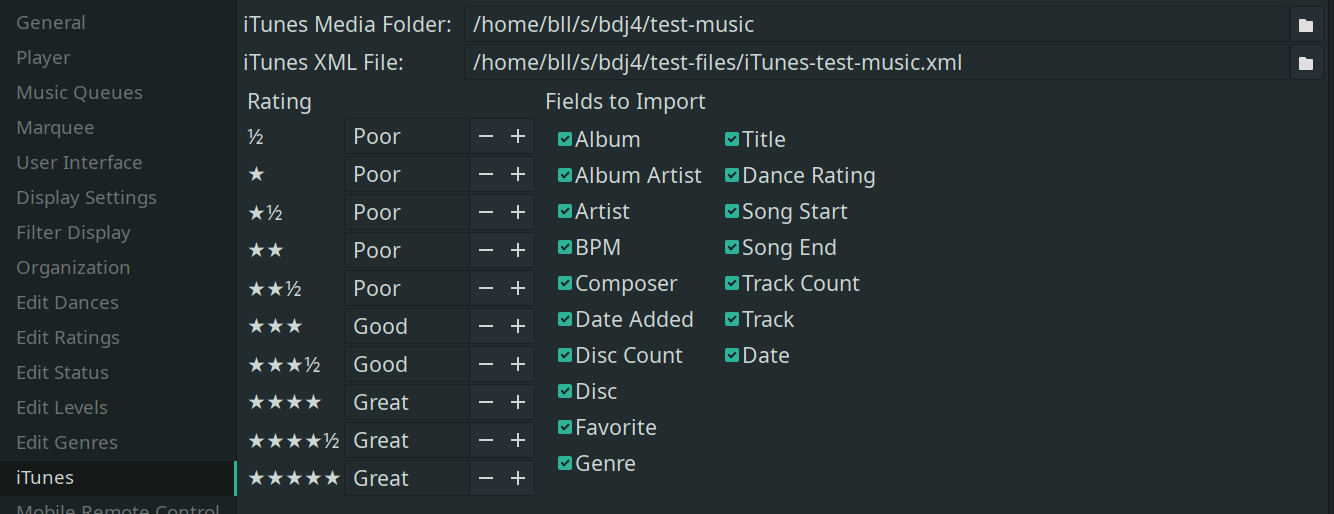 General
Player
Music Queues
Marquee
User Interface
Display Settings
Filter Display
Organization
Edit Dances
Edit Ratings
Edit Status
Edit Levels
Edit Genres
iTunes
Mobile Remote Control
iTunes Media Folder: /home/bll/s/bdj4/test-music
iTunes XML File: /home/bll/s/bdj4/test-files/iTunes-test-music.xml
Rating
½ Poor
★ Poor
★½ Poor
★★ Poor
★★½ Poor
★★★ Good
★★★½ Good
★★★★ Great
★★★★½ Great
★★★★★ Great
Fields to Import
Album
Album Artist
Artist
BPM
Composer
Date Added
Disc Count
Disc
Favorite
Genre
Title
Dance Rating
Song Start
Song End
Track Count
Track
Date